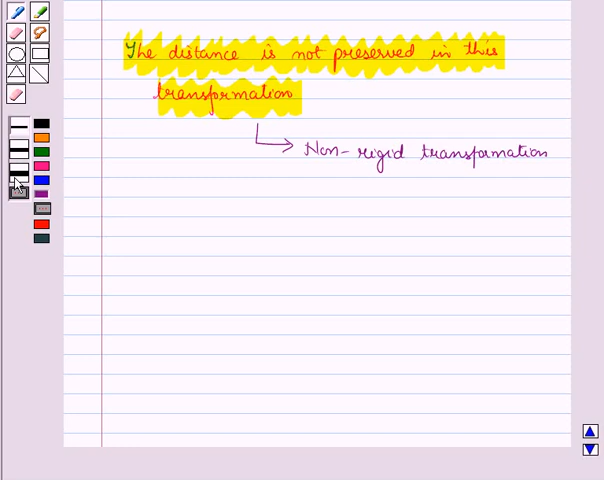 The distance is not preserved in this
transformation
Non-rigid transformation